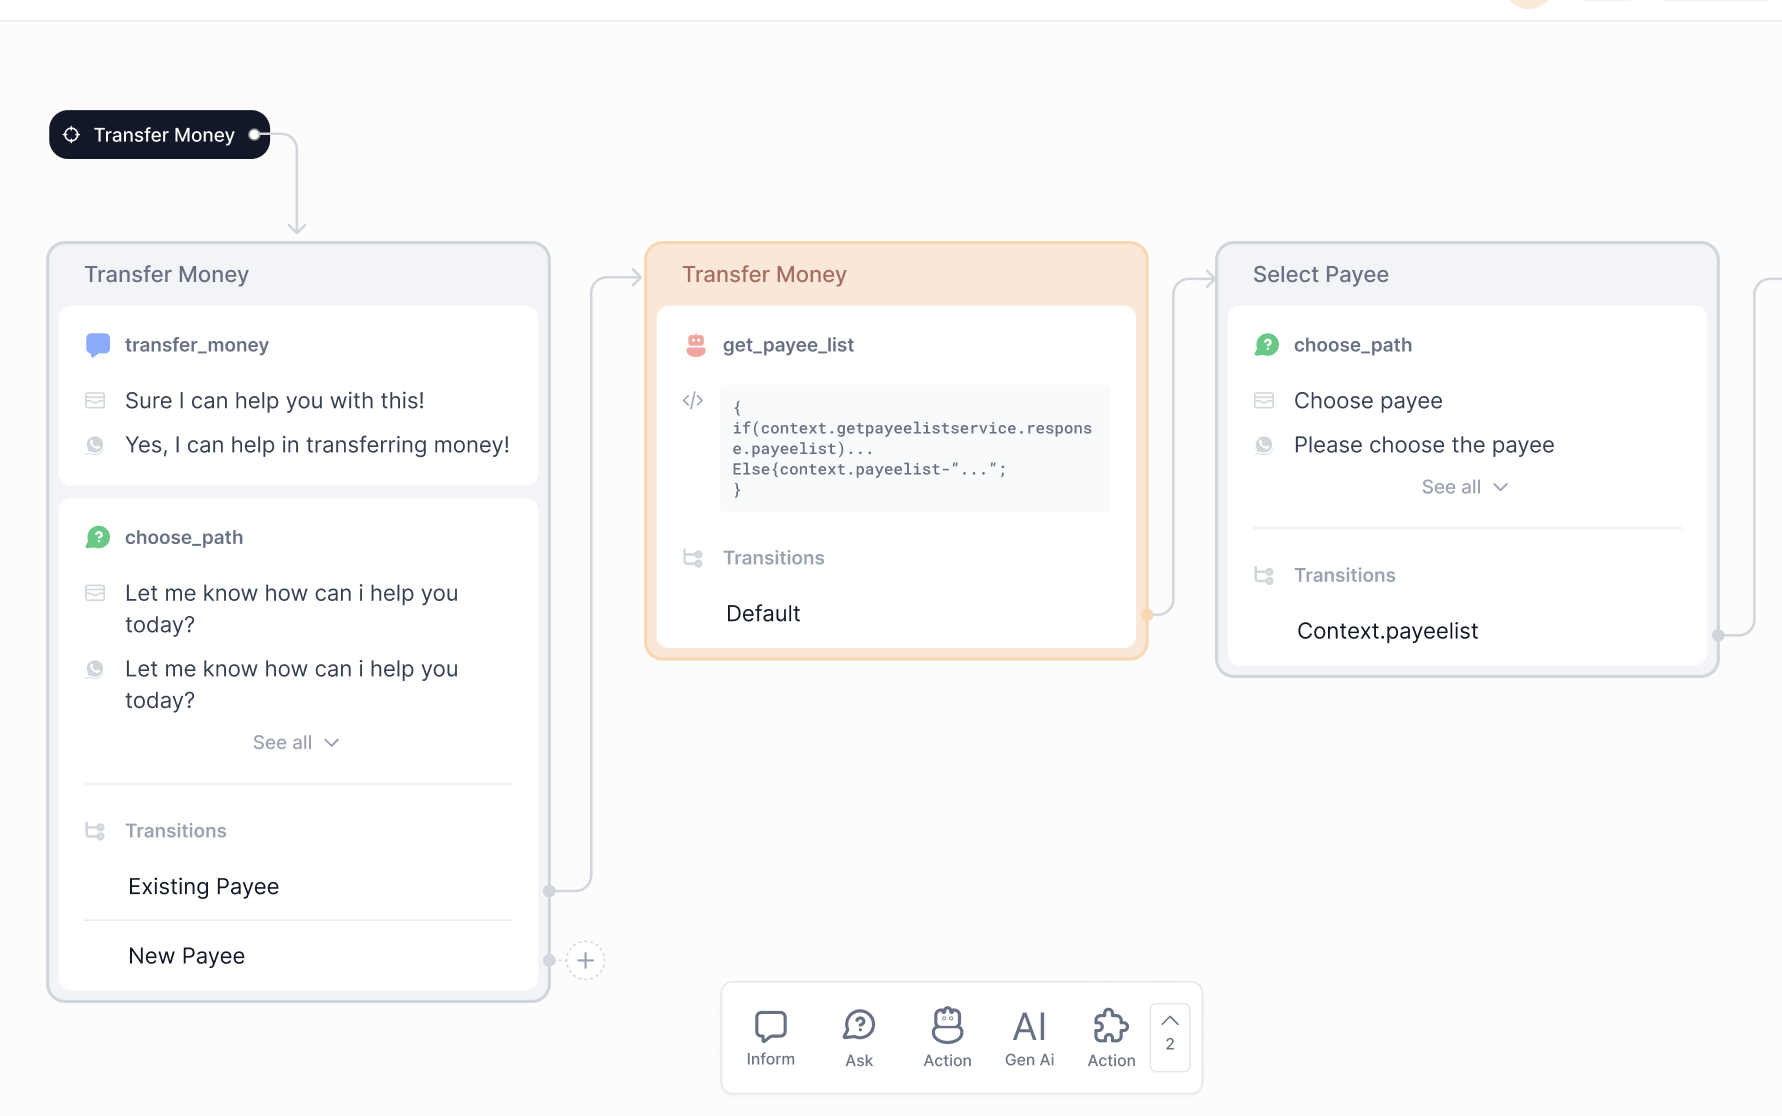 Transfer Money
Transfer Money
transfer_money
Sure I can help you with this!
Yes, I can help in transferring money!
choose_path
Let me know how can i help you
today?
Let me know how can i help you
today?
See all
Transitions
Existing Payee
New Payee
Transfer Money
get_payee_list
{
if(context.getpayeelistservice.respons
e.payeelist)...
Else{context.payeelist-”...”;
}
Transitions
Default
Select Payee
choose_path
Choose payee
Please choose the payee
See all
Transitions
Context.payeelist
Inform
Ask
Action
AI
Gen Ai
Action
2